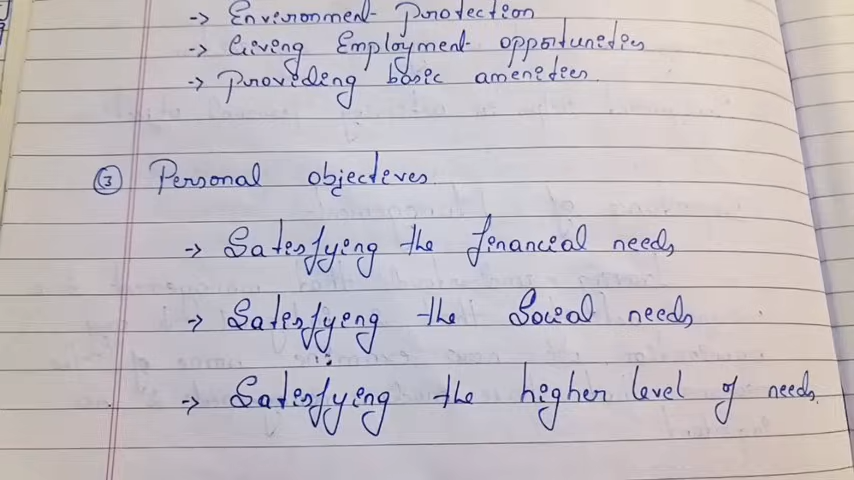 -> Environment Protection
-> Giving Employment opportunities
-> Providing basic amenities
③ Personal objectives
-> Satisfying the financial needs
-> Satisfying the Social needs
-> Satisfying the higher level of needs.